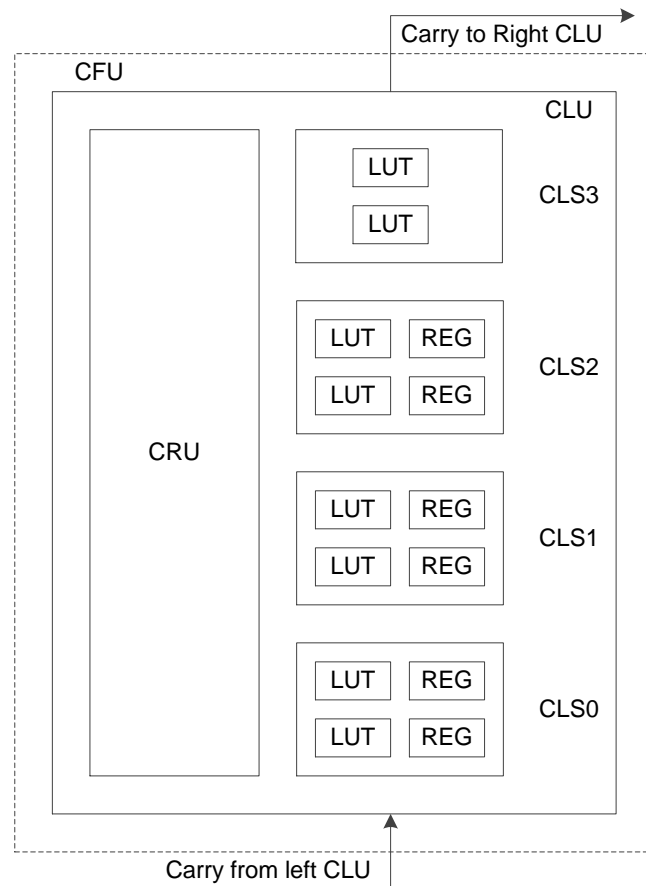 Carry to Right CLU
CFU
CLU
LUT
LUT
CLS3
LUT REG
LUT REG
CLS2
CRU
LUT REG
LUT REG
CLS1
LUT REG
LUT REG
CLS0
Carry from left CLU